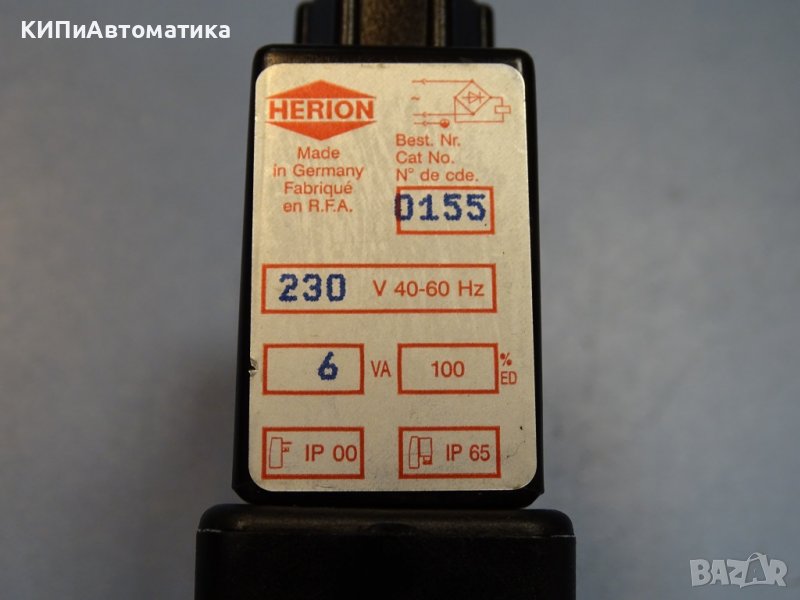 КИПиАвтоматика
HERION
Made
in Germany
Fabriqué
en R.F.A.
~
Best. Nr.
Cat No.
N° de cde.
0155
230 V 40-60 Hz
6 VA 100 % ED
IP 00 IP 65
BAZAR